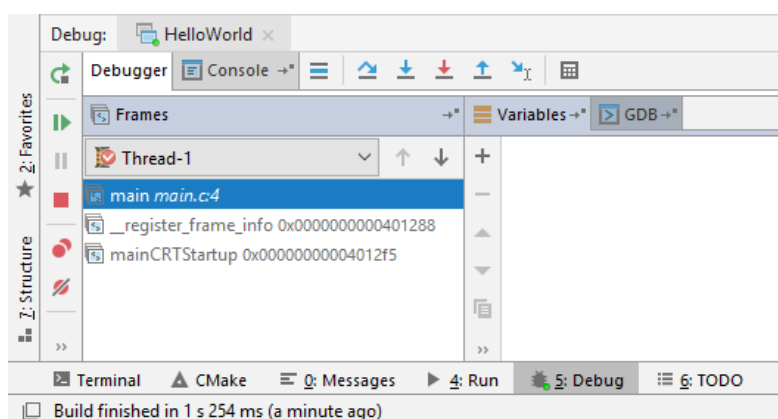 Debug: HelloWorld ×
Debugger Console
Frames
Variables GDB
Thread-1
main main.c:4
__register_frame_info 0x0000000000401288
mainCRTStartup 0x00000000004012f5
2: Favorites
7: Structure
Terminal CMake 0: Messages 4: Run 5: Debug 6: TODO
Build finished in 1 s 254 ms (a minute ago)